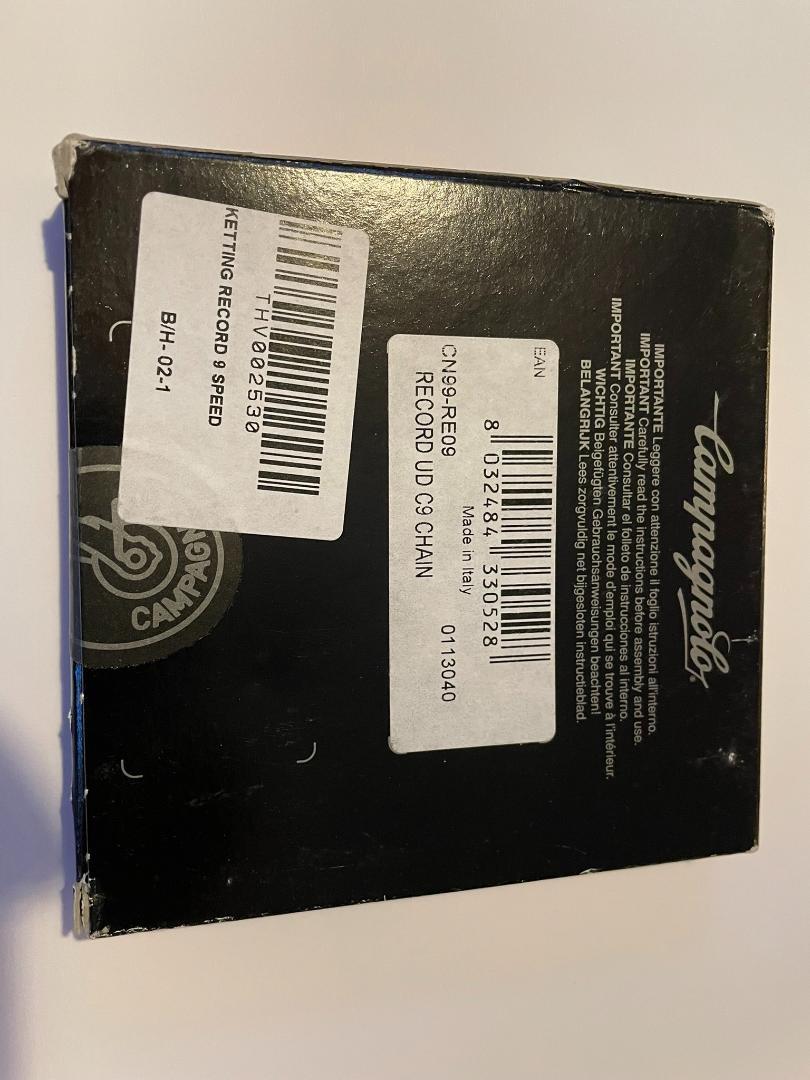 Campagnolo®
IMPORTANTE Leggere con attenzione il foglio istruzioni all'interno.
IMPORTANT Carefully read the instructions before assembly and use.
IMPORTANTE Consultar el folleto de instrucciones al interno.
IMPORTANT Consulter attentivement le mode d'emploi qui se trouve à l'intérieur.
WICHTIG Beigefügten Gebrauchsanweisungen beachten!
BELANGRIJK Lees zorgvuldig net bijgesloten instructieblad.
EAN
8 032484 330528
Made in Italy
CN99-RE09 0113040
RECORD UD C9 CHAIN
THV002530
KETTING RECORD 9 SPEED
B/H-02-1
CAMPAGN